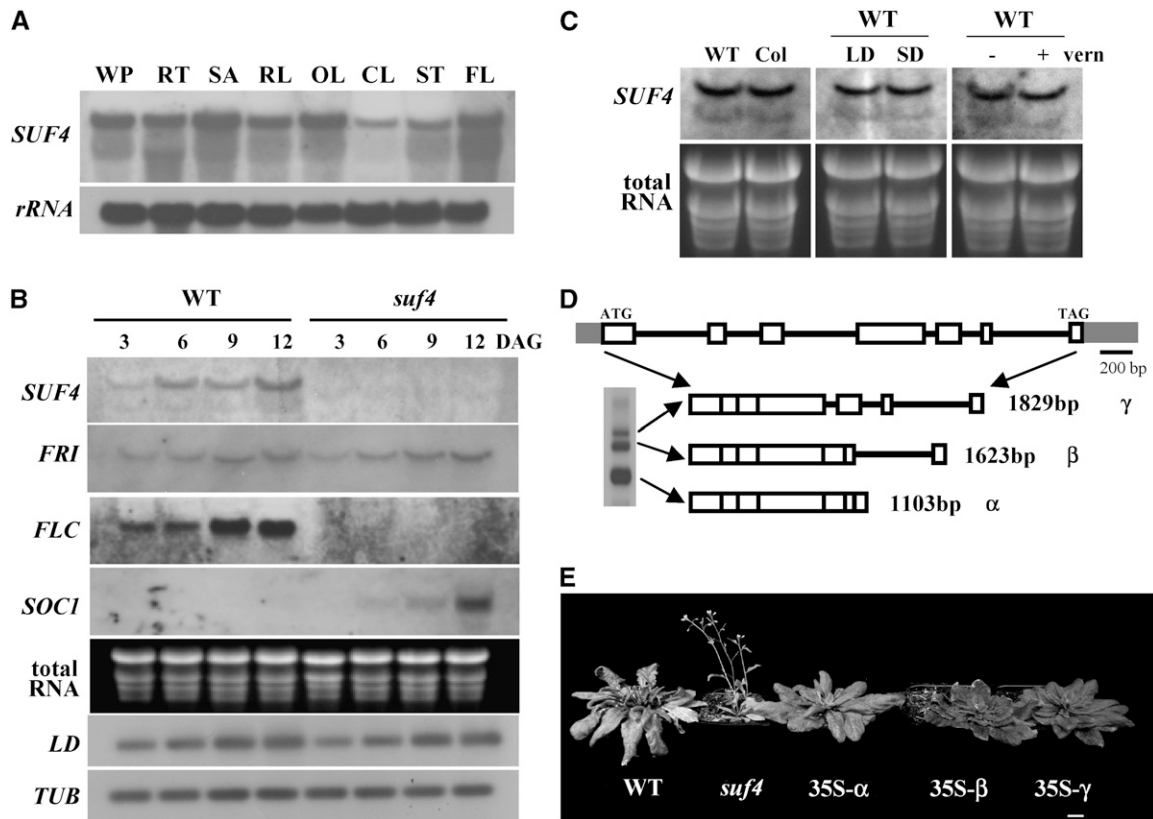 A
WP RT SA RL OL CL ST FL
SUF4
rRNA
B
WT suf4
3 6 9 12 3 6 9 12 DAG
SUF4
FRI
FLC
SOC1
total
RNA
LD
TUB
C
WT WT
WT Col LD SD - + vern
SUF4
total
RNA
D
ATG TAG
200 bp
1829bp γ
1623bp β
1103bp α
E
WT suf4 35S-α 35S-β 35S-γ